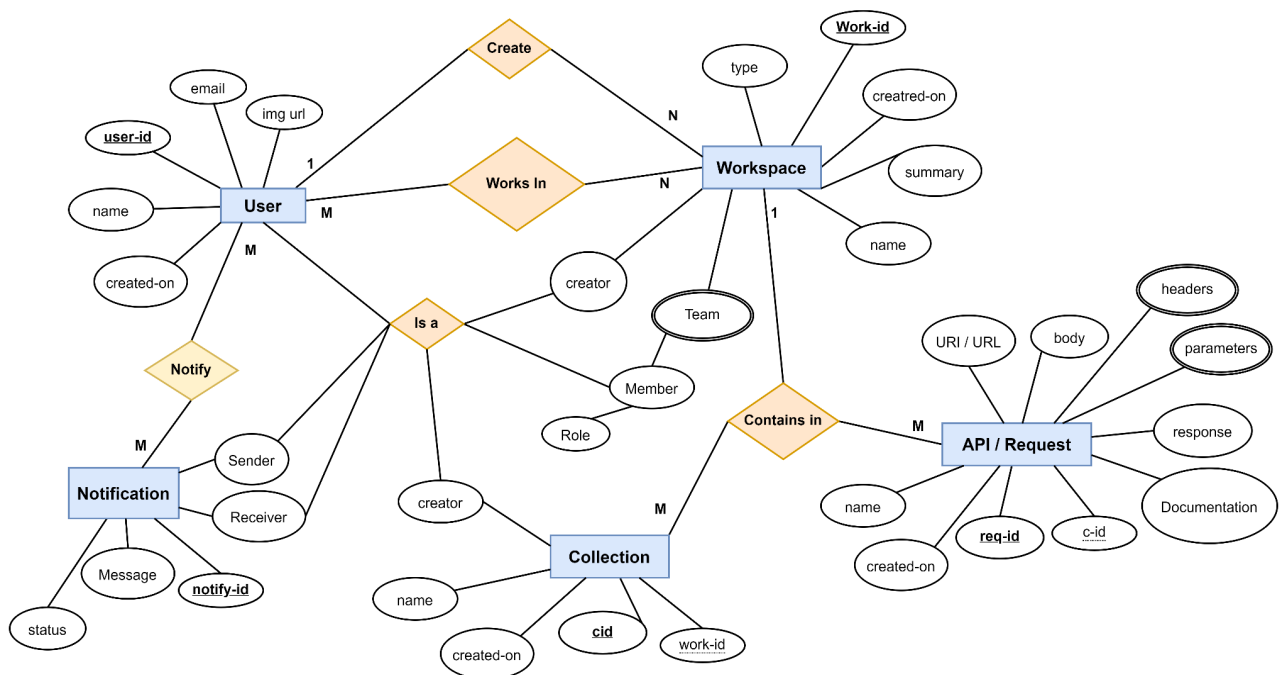 Create
Work-id
type
creatred-on
summary
name
Workspace
N
N
1
email
img url
user-id
name
created-on
User
1
M
M
Works In
creator
Team
Member
Role
Is a
Notify
M
Sender
Receiver
Notification
Message
notify-id
status
creator
Collection
M
name
created-on
cid
work-id
Contains in
M
API / Request
URI / URL
body
headers
parameters
response
Documentation
name
created-on
req-id
c-id